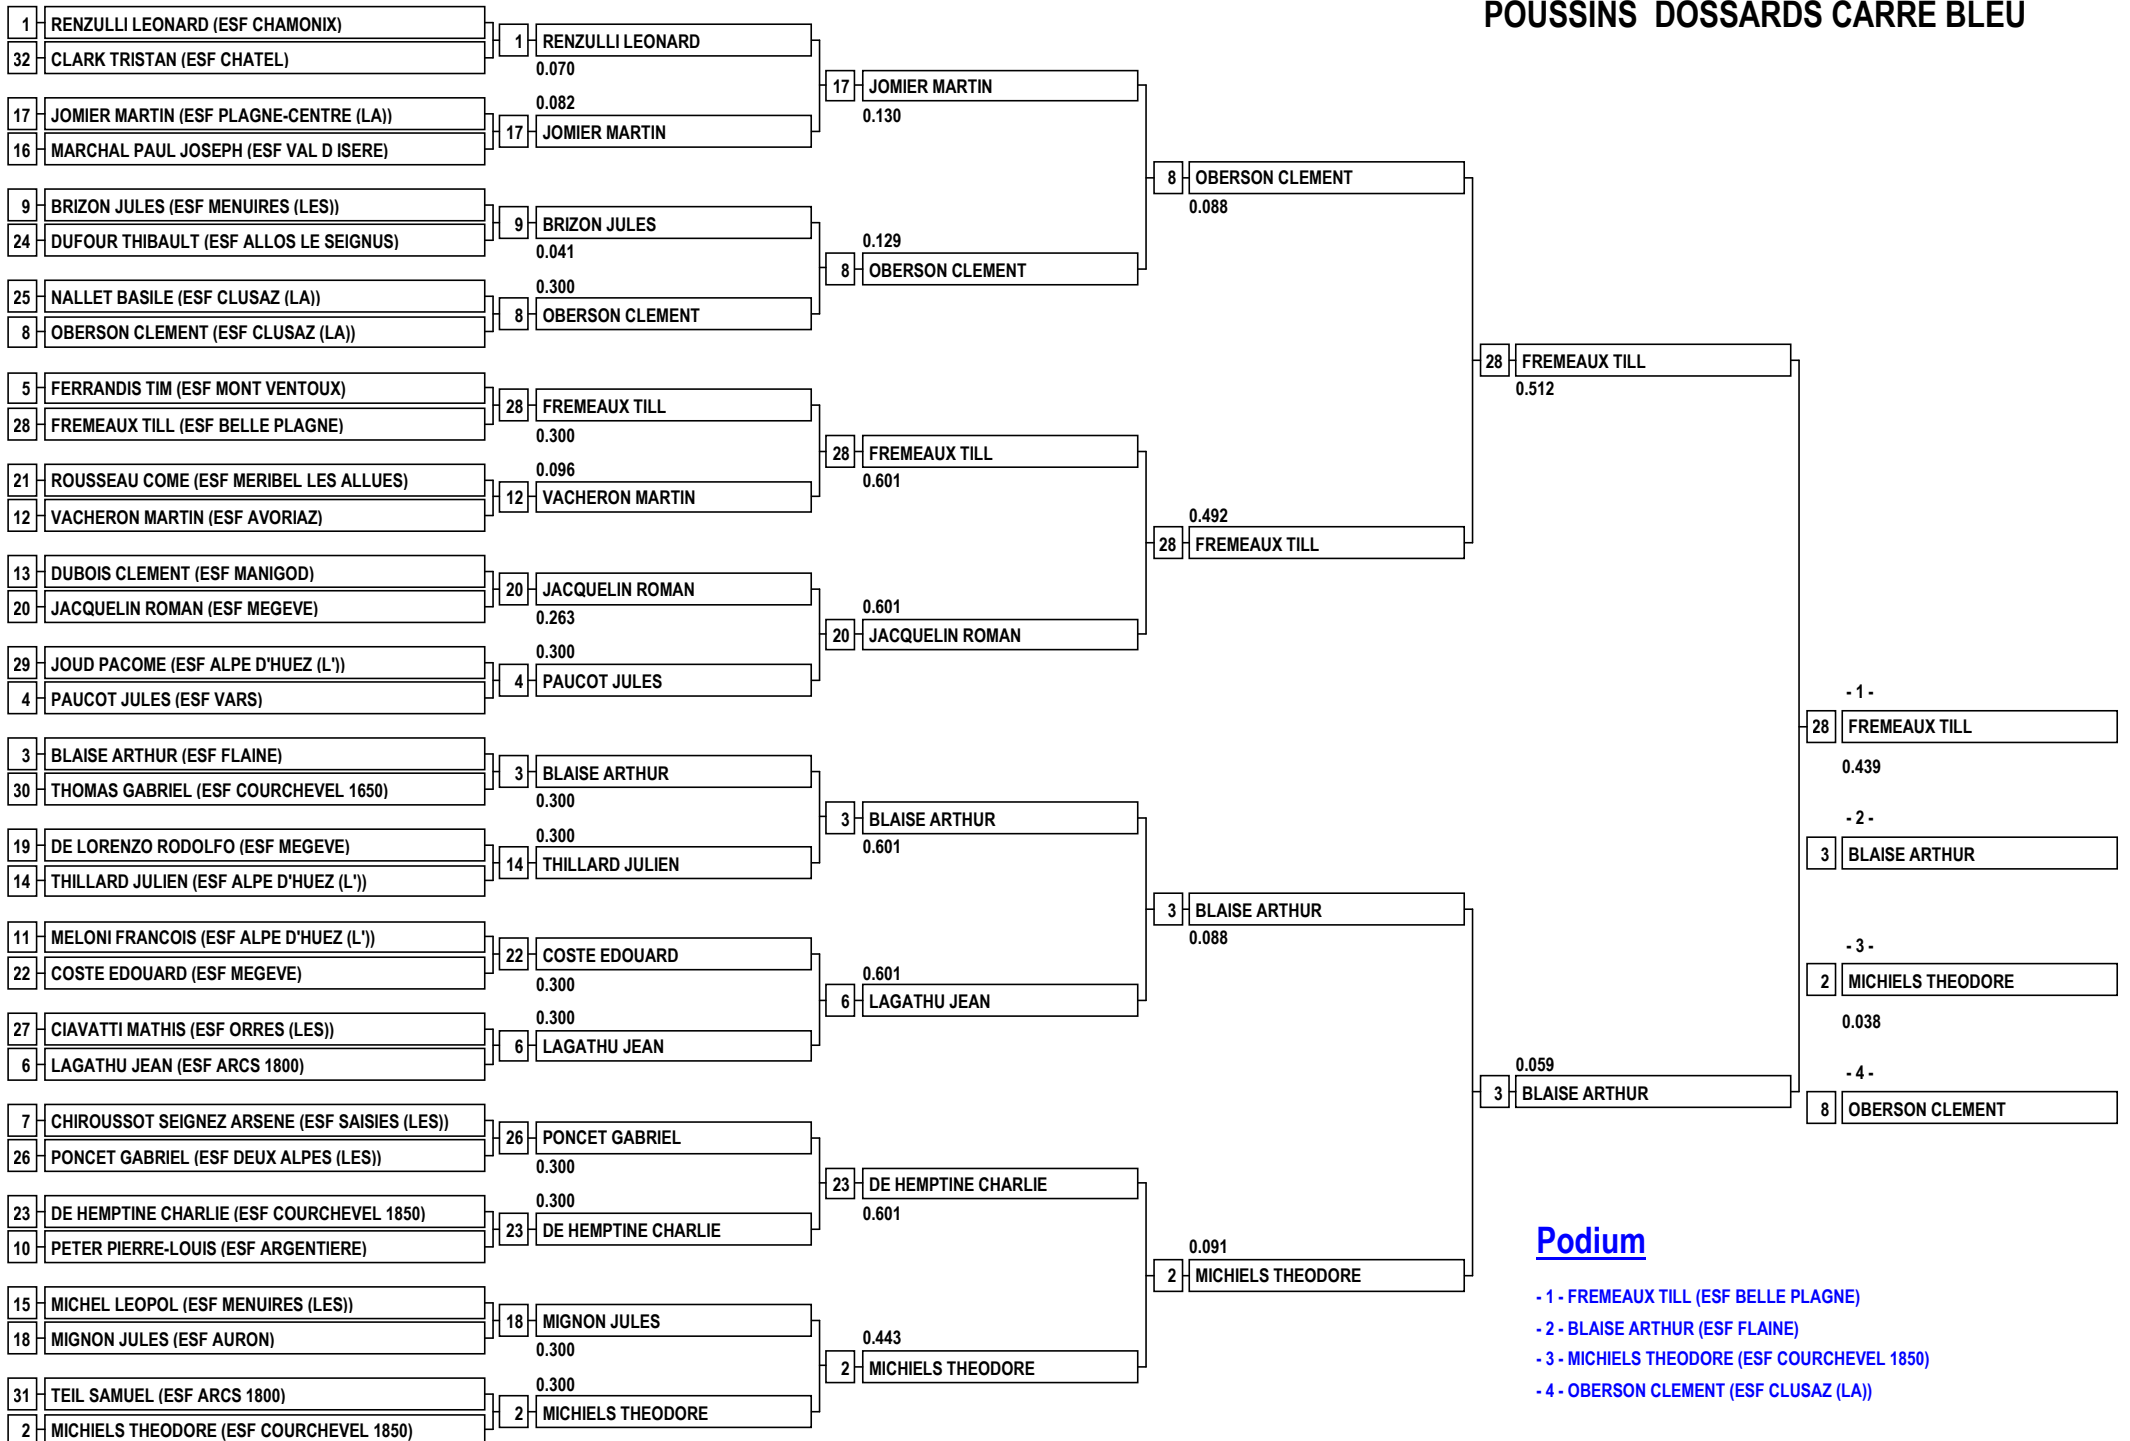 POUSSINS DOSSARDS CARRE BLEU
1 RENZULLI LEONARD (ESF CHAMONIX)
32 CLARK TRISTAN (ESF CHATEL)
17 JOMIER MARTIN (ESF PLAGNE-CENTRE (LA))
16 MARCHAL PAUL JOSEPH (ESF VAL D ISERE)
9 BRIZON JULES (ESF MENUIRES (LES))
24 DUFOUR THIBAULT (ESF ALLOS LE SEIGNUS)
25 NALLET BASILE (ESF CLUSAZ (LA))
8 OBERSON CLEMENT (ESF CLUSAZ (LA))
5 FERRANDIS TIM (ESF MONT VENTOUX)
28 FREMEAUX TILL (ESF BELLE PLAGNE)
21 ROUSSEAU COME (ESF MERIBEL LES ALLUES)
12 VACHERON MARTIN (ESF AVORIAZ)
13 DUBOIS CLEMENT (ESF MANIGOD)
20 JACQUELIN ROMAN (ESF MEGEVE)
29 JOUD PACOME (ESF ALPE D'HUEZ (L'))
4 PAUCOT JULES (ESF VARS)
3 BLAISE ARTHUR (ESF FLAINE)
30 THOMAS GABRIEL (ESF COURCHEVEL 1650)
19 DE LORENZO RODOLFO (ESF MEGEVE)
14 THILLARD JULIEN (ESF ALPE D'HUEZ (L'))
11 MELONI FRANCOIS (ESF ALPE D'HUEZ (L'))
22 COSTE EDOUARD (ESF MEGEVE)
27 CIAVATTI MATHIS (ESF ORRES (LES))
6 LAGATHU JEAN (ESF ARCS 1800)
7 CHIROUSSOT SEIGNEZ ARSENE (ESF SAISIES (LES))
26 PONCET GABRIEL (ESF DEUX ALPES (LES))
23 DE HEMPTINE CHARLIE (ESF COURCHEVEL 1850)
10 PETER PIERRE-LOUIS (ESF ARGENTIERE)
15 MICHEL LEOPOL (ESF MENUIRES (LES))
18 MIGNON JULES (ESF AURON)
31 TEIL SAMUEL (ESF ARCS 1800)
2 MICHIELS THEODORE (ESF COURCHEVEL 1850)
1 RENZULLI LEONARD
0.070
0.082
17 JOMIER MARTIN
9 BRIZON JULES
0.041
0.300
8 OBERSON CLEMENT
28 FREMEAUX TILL
0.300
0.096
12 VACHERON MARTIN
20 JACQUELIN ROMAN
0.263
0.300
4 PAUCOT JULES
3 BLAISE ARTHUR
0.300
0.300
14 THILLARD JULIEN
22 COSTE EDOUARD
0.300
0.300
6 LAGATHU JEAN
26 PONCET GABRIEL
0.300
0.300
23 DE HEMPTINE CHARLIE
18 MIGNON JULES
0.300
0.300
2 MICHIELS THEODORE
17 JOMIER MARTIN
0.130
0.129
8 OBERSON CLEMENT
28 FREMEAUX TILL
0.601
0.601
20 JACQUELIN ROMAN
3 BLAISE ARTHUR
0.601
0.601
6 LAGATHU JEAN
23 DE HEMPTINE CHARLIE
0.601
0.443
2 MICHIELS THEODORE
8 OBERSON CLEMENT
0.088
0.492
28 FREMEAUX TILL
3 BLAISE ARTHUR
0.088
0.091
2 MICHIELS THEODORE
28 FREMEAUX TILL
0.512
0.059
3 BLAISE ARTHUR
- 1 -
28 FREMEAUX TILL
0.439
- 2 -
3 BLAISE ARTHUR
- 3 -
2 MICHIELS THEODORE
0.038
- 4 -
8 OBERSON CLEMENT
Podium
- 1 - FREMEAUX TILL (ESF BELLE PLAGNE)
- 2 - BLAISE ARTHUR (ESF FLAINE)
- 3 - MICHIELS THEODORE (ESF COURCHEVEL 1850)
- 4 - OBERSON CLEMENT (ESF CLUSAZ (LA))